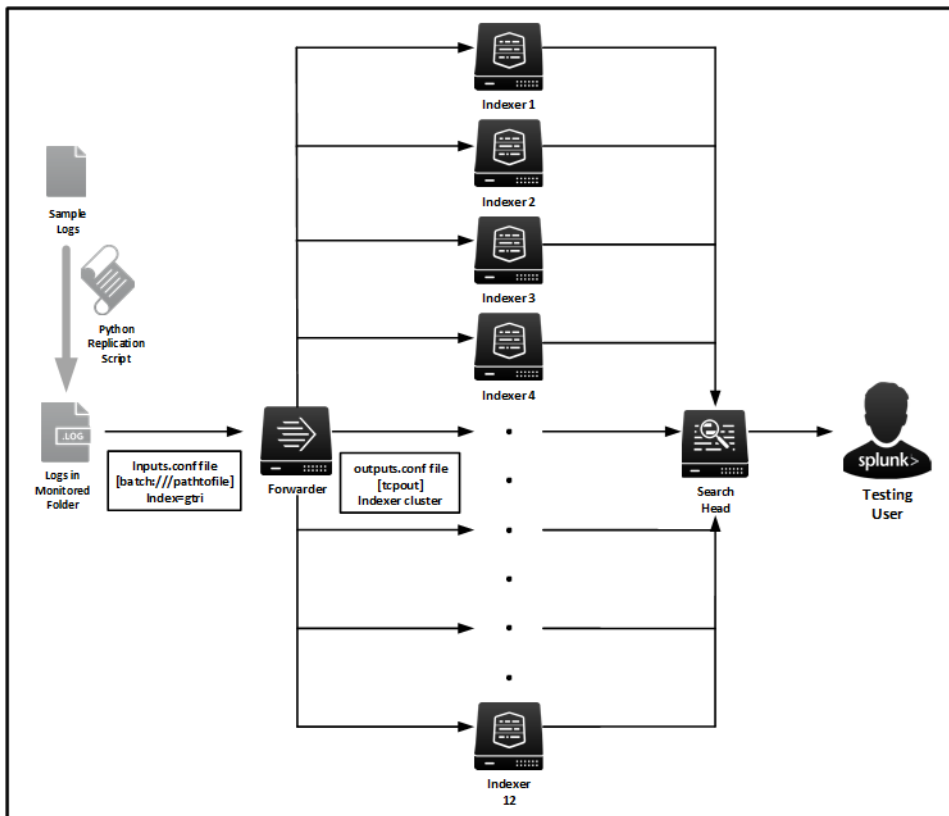 Indexer 1
Indexer 2
Sample
Logs
Indexer 3
Python
Replication
Script
Indexer 4
.LOG
splunk>
Logs in
Monitored
Folder
Inputs.conf file
[batch:///pathtofile]
Index=gtri
Forwarder
outputs.conf file
[tcpout]
Indexer cluster
Search
Head
Testing
User
Indexer
12